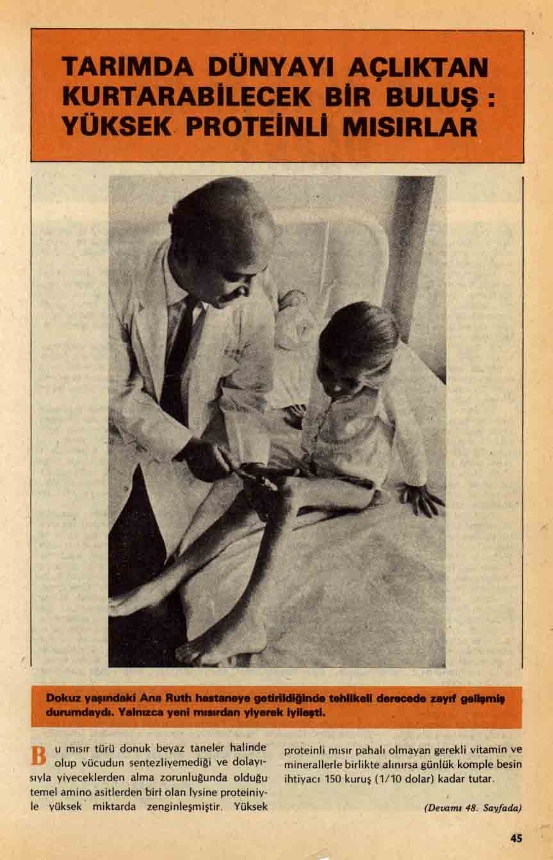 TARIMDA DÜNYAYI AÇLIKTAN
KURTARABİLECEK BİR BULUŞ :
YÜKSEK PROTEİNLİ MISIRLAR
Dokuz yaşındaki Ana Ruth hastaneye getirildiğinde tehlikeli derecede zayıf gelişmiş
durumdaydı. Yalnızca yeni mısırdan yiyerek iyileşti.
Bu mısır türü donuk beyaz taneler halinde
olup vücudun sentezliyemediği ve dolayı-
sıyla yiyeceklerden alma zorunluğunda olduğu
temel amino asitlerden biri olan lysine proteiniy-
le yüksek miktarda zenginleşmiştir. Yüksek
proteinli mısır pahalı olmayan gerekli vitamin ve
minerallerle birlikte alınırsa günlük komple besin
ihtiyacı 150 kuruş (1/10 dolar) kadar tutar.
(Devamı 48. Sayfada)
45